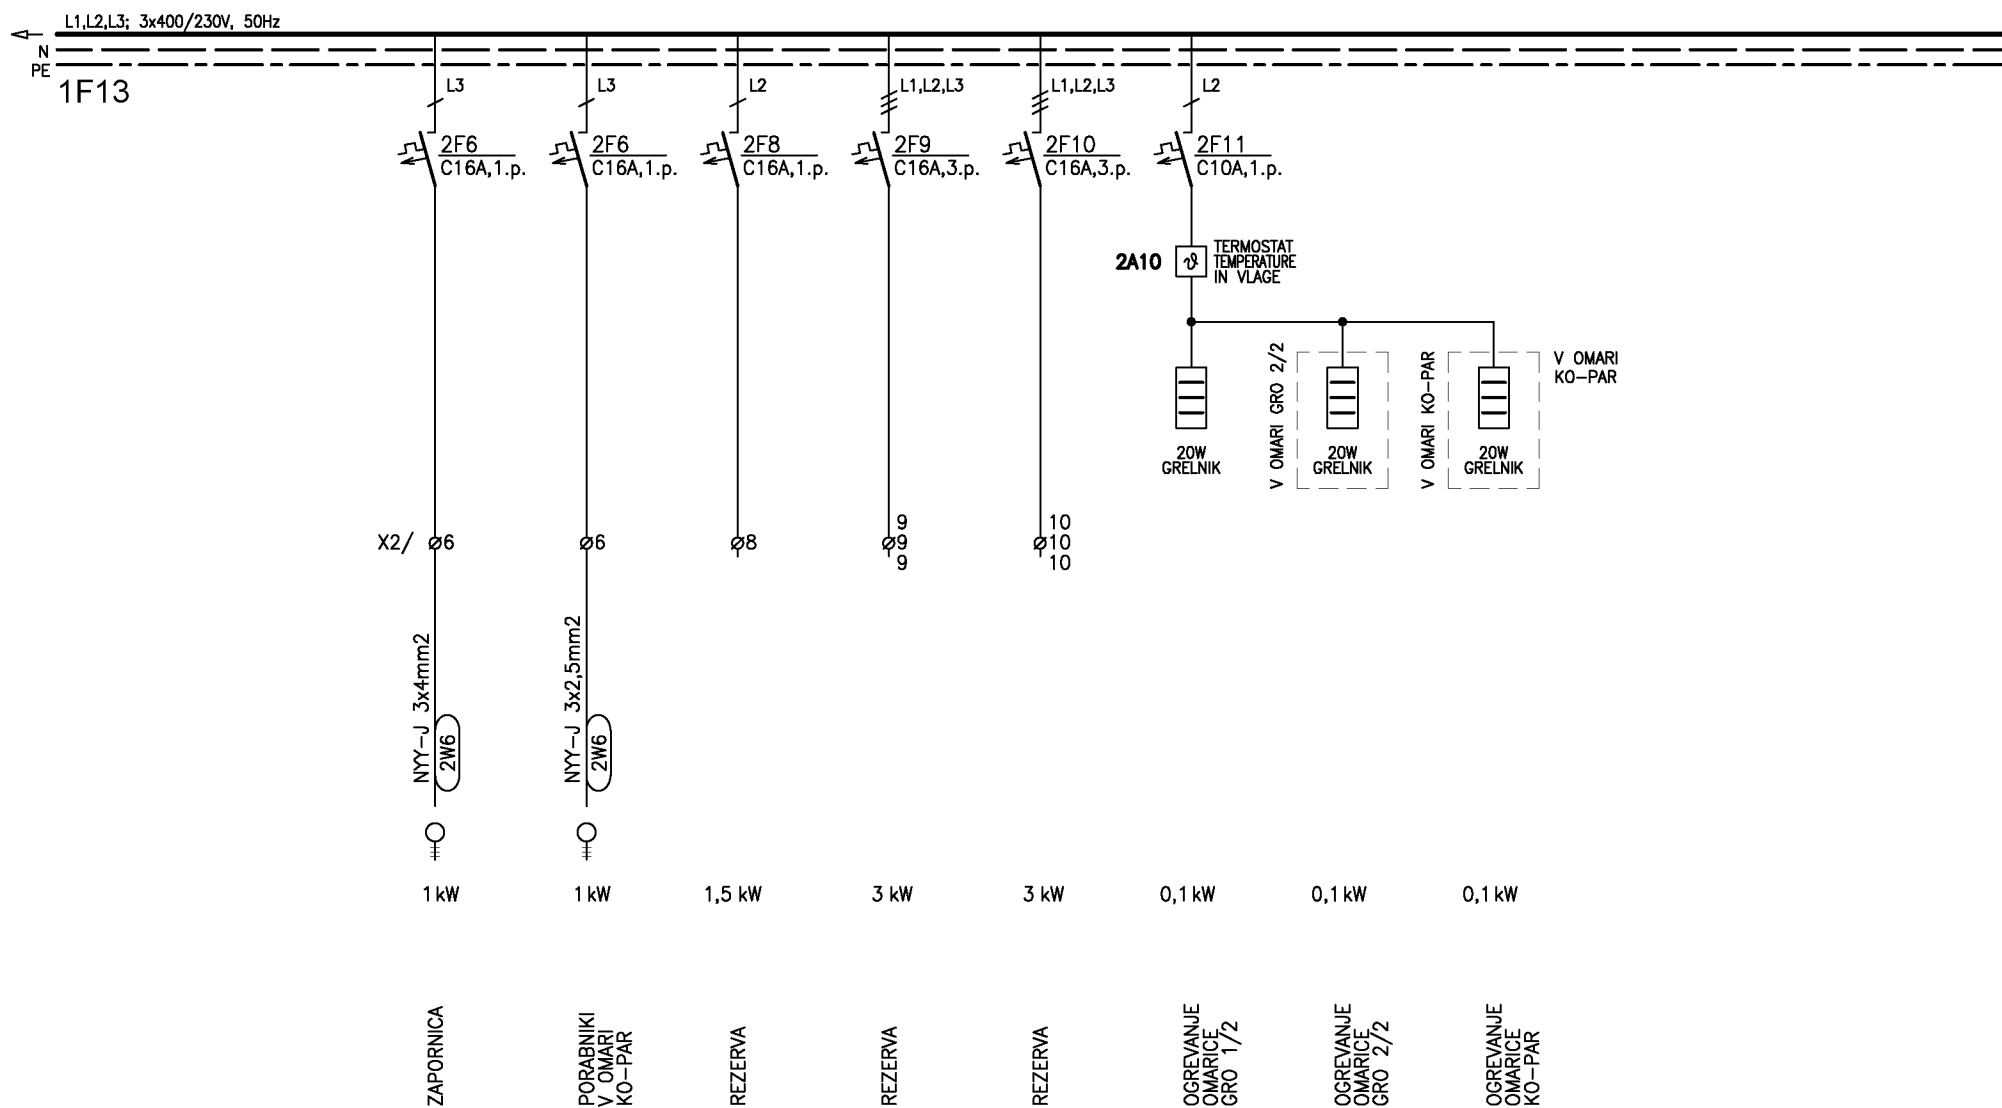 L1,L2,L3; 3x400/230V, 50Hz
N
PE
1F13
L3
L3
L2
L1,L2,L3
L1,L2,L3
L2
2F6
C16A,1.p.
2F6
C16A,1.p.
2F8
C16A,1.p.
2F9
C16A,3.p.
2F10
C16A,3.p.
2F11
C10A,1.p.
2A10
TERMOSTAT
TEMPERATURE
IN VLAGE
V OMARI GRO 2/2
V OMARI KO-PAR
V OMARI
KO-PAR
20W
GRELNIK
20W
GRELNIK
20W
GRELNIK
X2/
6
6
8
9
9
9
10
10
10
NYY-J 3x4mm2
2W6
NYY-J 3x2,5mm2
2W6
1 kW
1 kW
1,5 kW
3 kW
3 kW
0,1 kW
0,1 kW
0,1 kW
ZAPORNICA
PORABNIKI
V OMARI
KO-PAR
REZERVA
REZERVA
REZERVA
OGREVANJE
OMARICE
GRO 1/2
OGREVANJE
OMARICE
GRO 2/2
OGREVANJE
OMARICE
KO-PAR